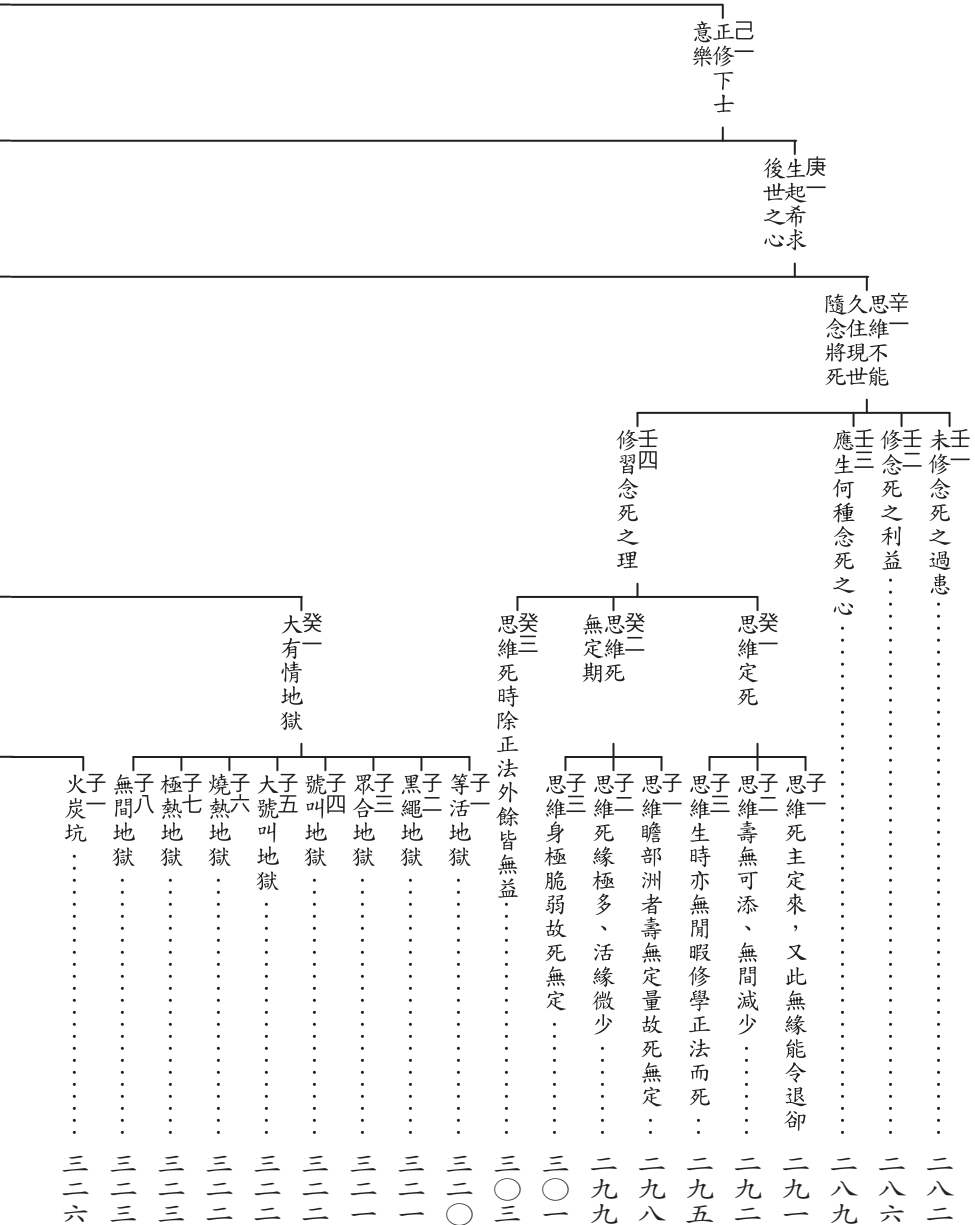 己一
正修下士
意樂
庚一
生起希求
後世之心
辛一
思維不能
久住現世
隨念將死
壬一
未修念死之過患……二八二
壬二
修念死之利益……二八六
壬三
應生何種念死之心……二八九
壬四
修習念死之理
癸一
思維定死
子一
思維死主定來，又此無緣能令退卻 二九一
子二
思維壽無可添、無間減少……二九二
子三
思維生時亦無閒暇修學正法而死……二九五
癸二
思維死
無定期
子一
思維贍部洲者壽無定量故死無定……二九八
子二
思維死緣極多、活緣微少……二九九
子三
思維身極脆弱故死無定……三〇一
癸三
思維死時除正法外餘皆無益……三〇三
癸一
大有情地獄
子一
等活地獄……三二〇
子二
黑繩地獄……三二一
子三
眾合地獄……三二一
子四
號叫地獄……三二二
子五
大號叫地獄……三二二
子六
燒熱地獄……三二二
子七
極熱地獄……三二三
子八
無間地獄……三二三
子一
火炭坑……三二六